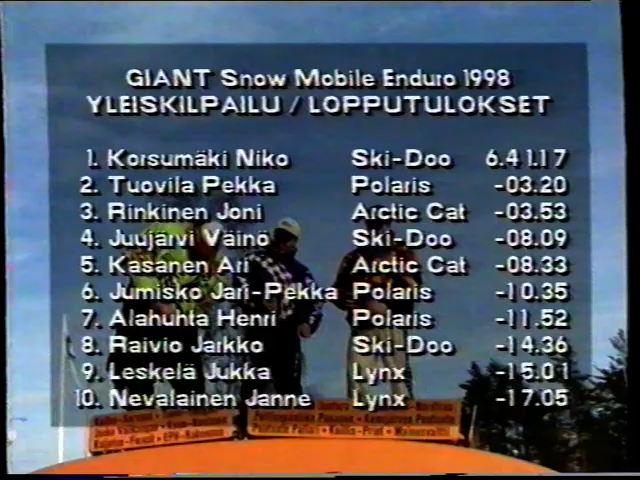 GIANT Snow Mobile Enduro 1998
YLEISKILPAILU / LOPPUTULOKSET
1. Korsumäki Niko Ski-Doo 6.41.17
2. Tuovila Pekka Polaris -03.20
3. Rinkinen Joni Arctic Cat -03.53
4. Juujärvi Väinö Ski-Doo -08.09
5. Kasanen Ari Arctic Cat -08.33
6. Jumisko Jari-Pekka Polaris -10.35
7. Alahuhta Henri Polaris -11.52
8. Raivio Jarkko Ski-Doo -14.36
9. Leskelä Jukka Lynx -15.01
10. Nevalainen Janne Lynx -17.05